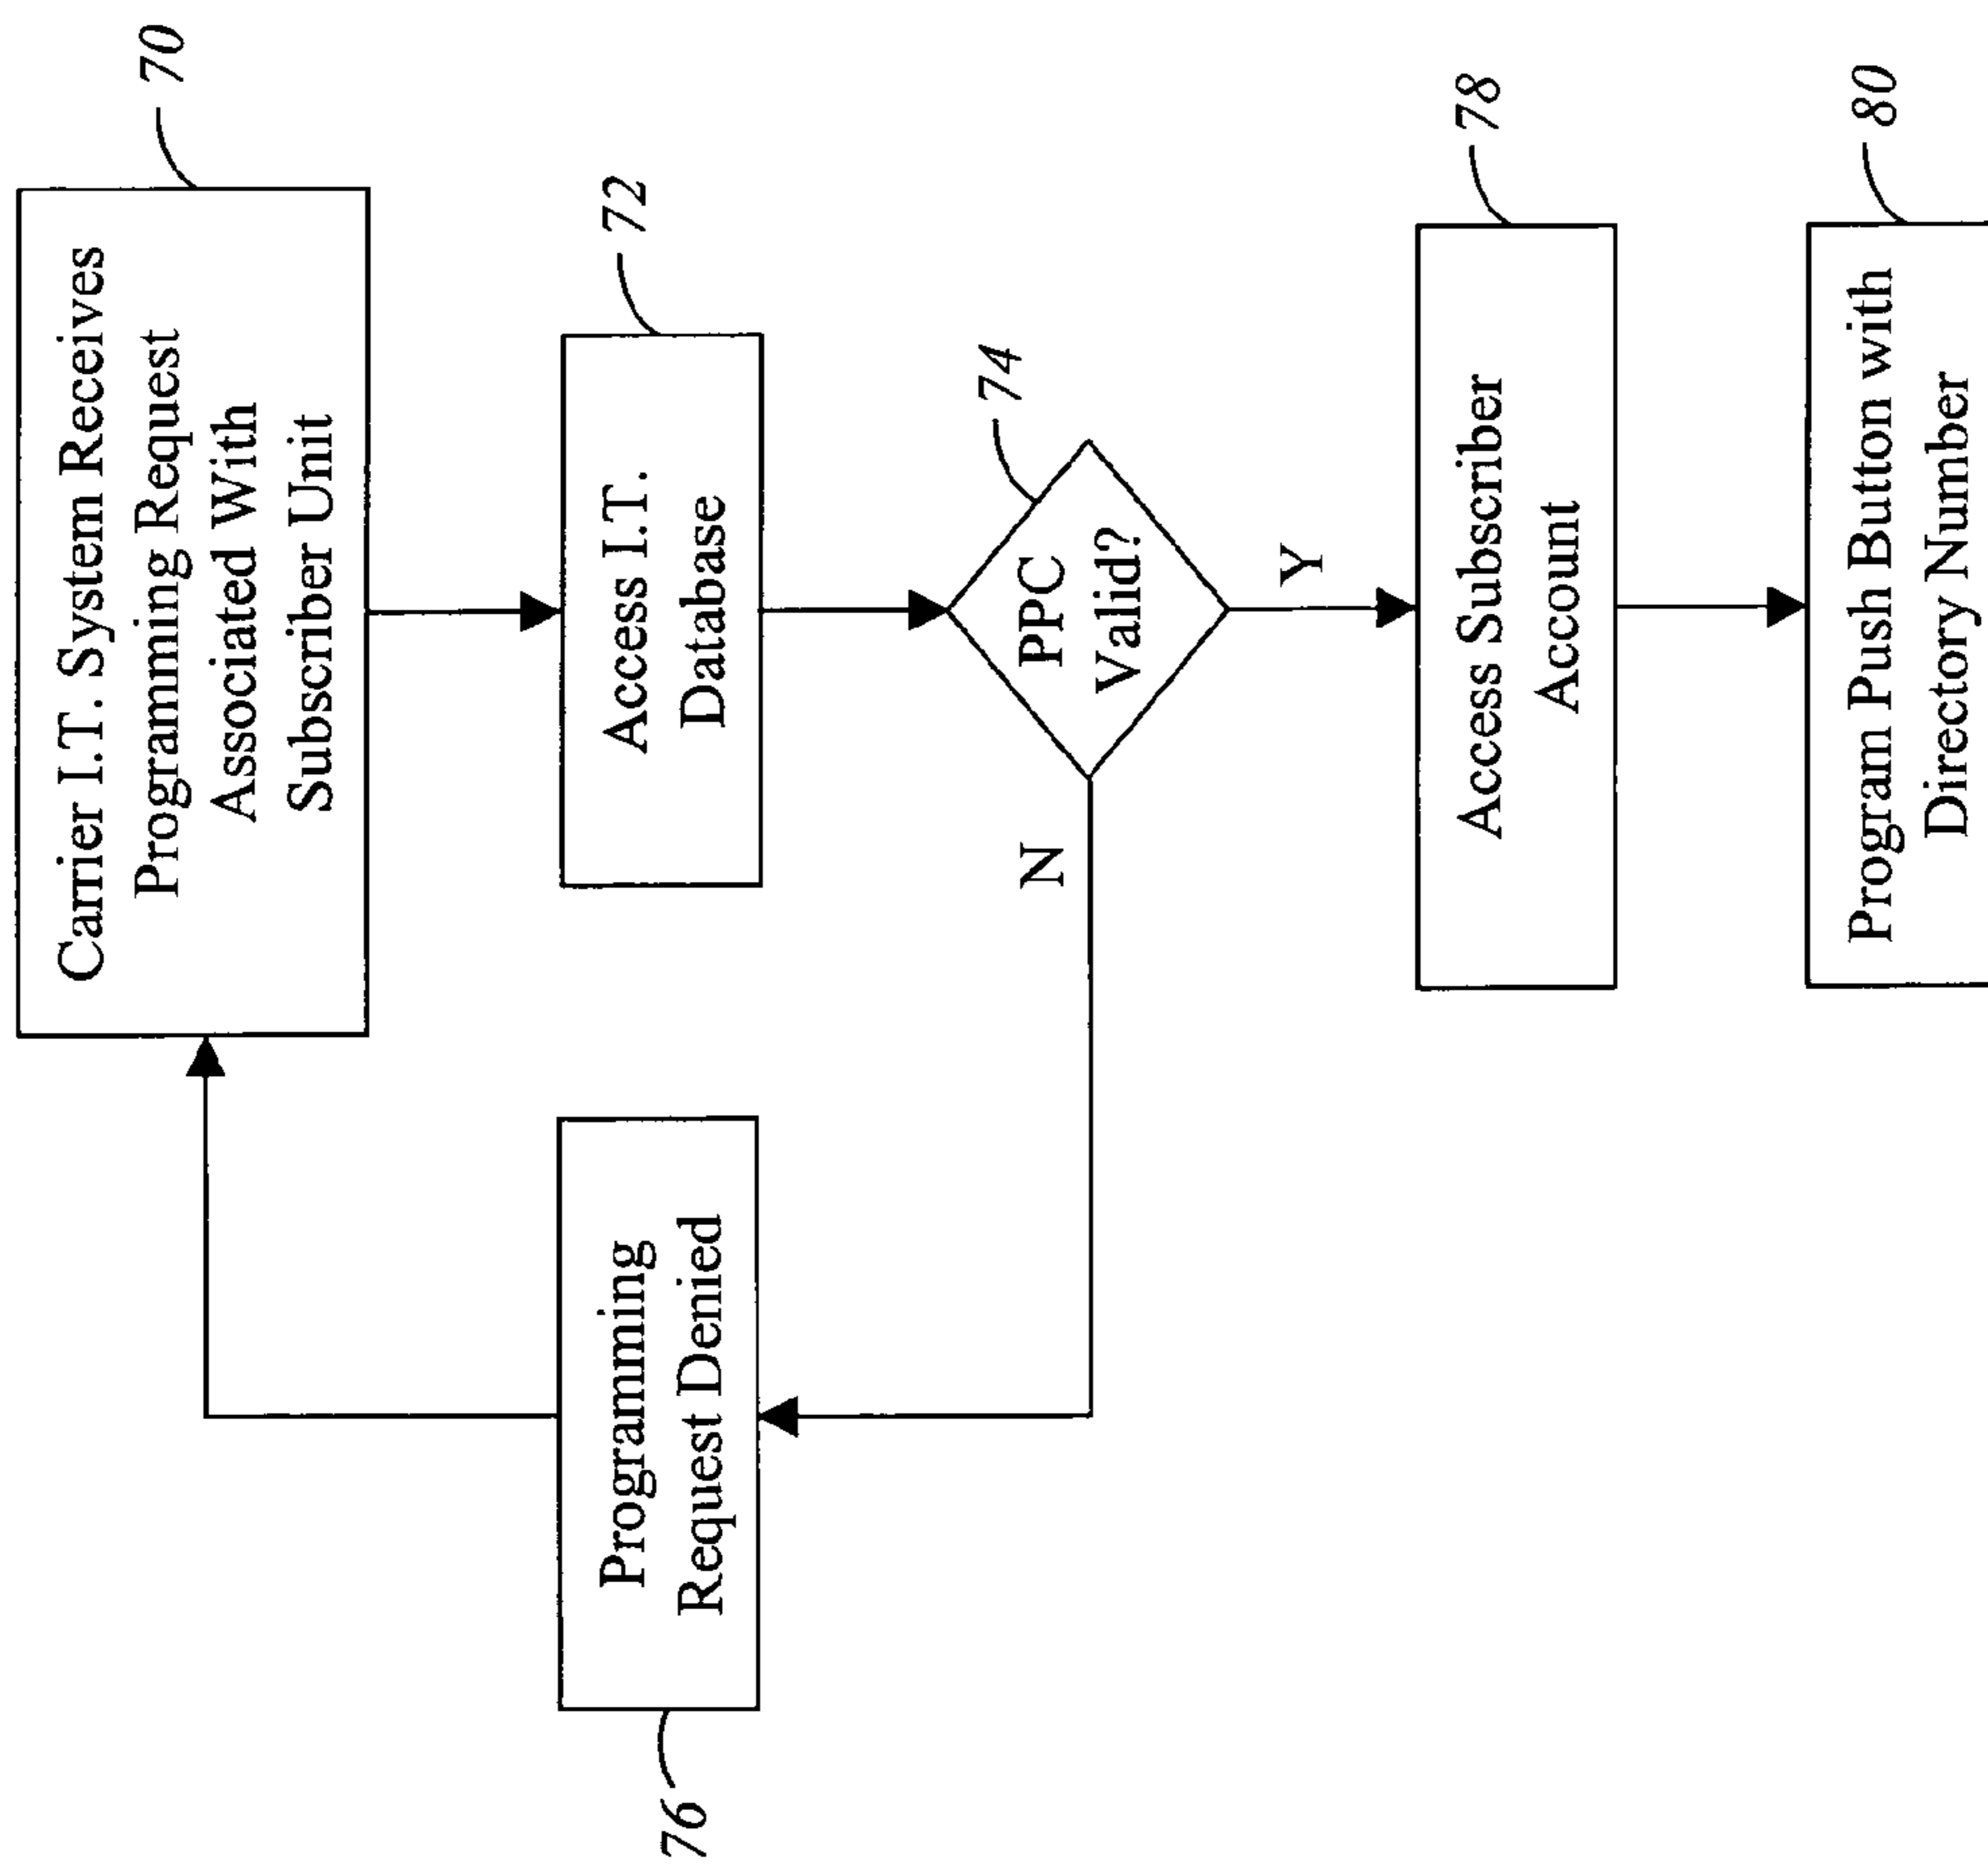 70
Carrier I.T. System Receives
Programming Request
Associated With
Subscriber Unit
72
Access I.T.
Database
74
PPC
Valid?
N
Y
76
Programming
Request Denied
78
Access Subscriber
Account
80
Program Push Button with
Directory Number